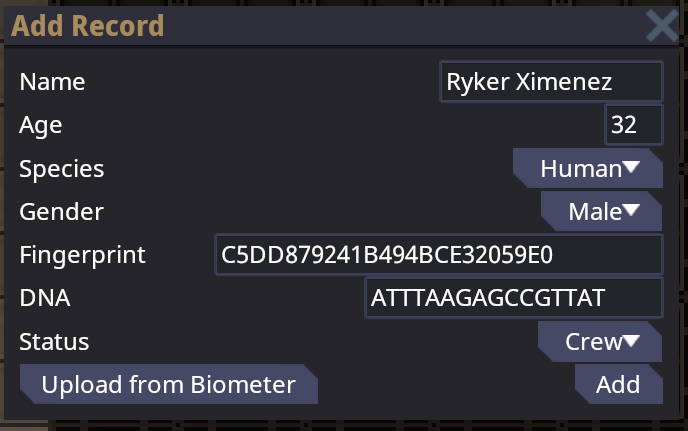 Add Record
Name Ryker Ximenez
Age 32
Species Human
Gender Male
Fingerprint C5DD879241B494BCE32059E0
DNA ATTTAAGAGCCGTTAT
Status Crew
Upload from Biometer Add